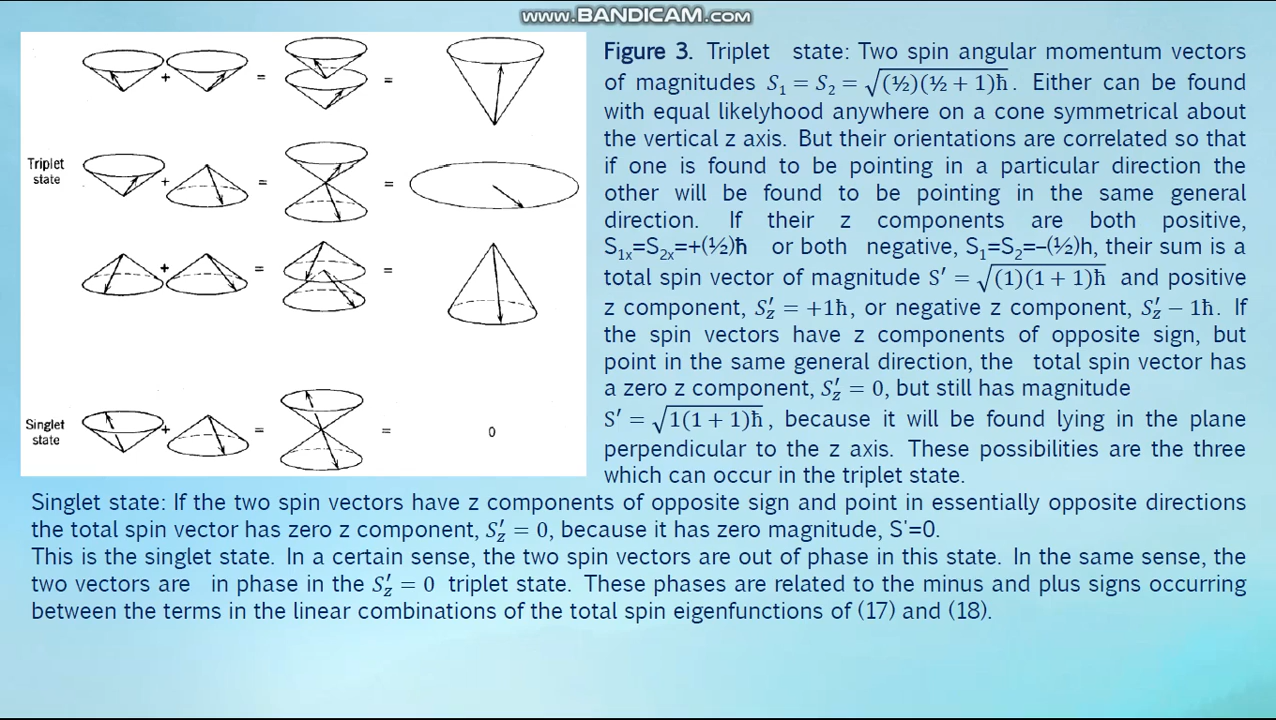 www.BANDICAM.com
Figure 3. Triplet state: Two spin angular momentum vectors
of magnitudes S₁ = S₂ = √(½)(½ + 1)ħ. Either can be found
with equal likelyhood anywhere on a cone symmetrical about
the vertical z axis. But their orientations are correlated so that
if one is found to be pointing in a particular direction the
other will be found to be pointing in the same general
direction. If their z components are both positive,
S₁ₓ=S₂ₓ=+(½)ħ or both negative, S₁=S₂=–(½)h, their sum is a
total spin vector of magnitude S′ = √(1)(1 + 1)ħ and positive
z component, S′z = +1ħ, or negative z component, S′z − 1ħ. If
the spin vectors have z components of opposite sign, but
point in the same general direction, the total spin vector has
a zero z component, S′z = 0, but still has magnitude
S′ = √1(1 + 1)ħ, because it will be found lying in the plane
perpendicular to the z axis. These possibilities are the three
which can occur in the triplet state.
+ = =
Triplet
state
+ = =
+ = =
Singlet
state
+ = = 0
Singlet state: If the two spin vectors have z components of opposite sign and point in essentially opposite directions
the total spin vector has zero z component, S′z = 0, because it has zero magnitude, S'=0.
This is the singlet state. In a certain sense, the two spin vectors are out of phase in this state. In the same sense, the
two vectors are in phase in the S′z = 0 triplet state. These phases are related to the minus and plus signs occurring
between the terms in the linear combinations of the total spin eigenfunctions of (17) and (18).